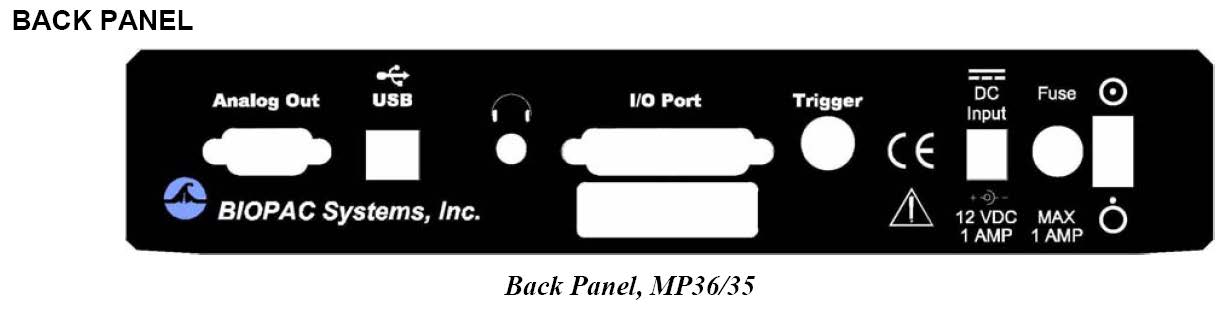 BACK PANEL
Analog Out
USB
I/O Port
Trigger
DC
Input
Fuse
CE
BIOPAC Systems, Inc.
12 VDC
1 AMP
MAX
1 AMP
Back Panel, MP36/35